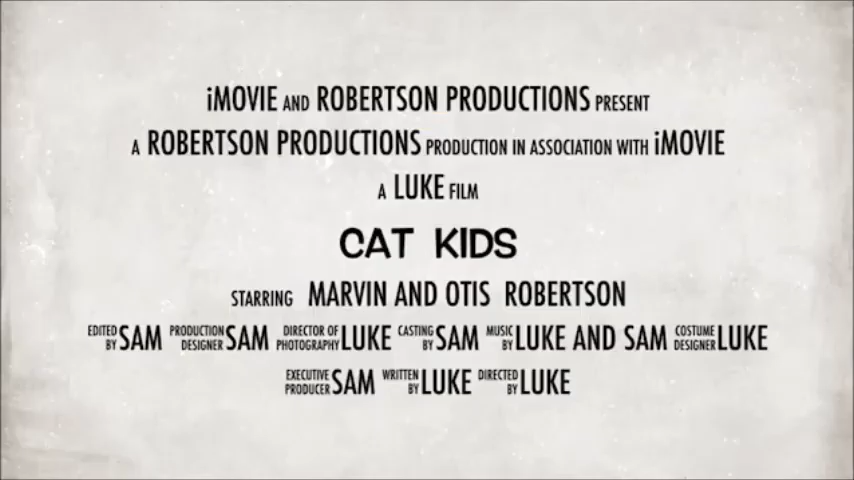 iMOVIE AND ROBERTSON PRODUCTIONS PRESENT
A ROBERTSON PRODUCTIONS PRODUCTION IN ASSOCIATION WITH iMOVIE
A LUKE FILM
CAT KIDS
STARRING MARVIN AND OTIS ROBERTSON
EDITED BY SAM PRODUCTION DESIGNER SAM DIRECTOR OF PHOTOGRAPHY LUKE CASTING BY SAM MUSIC BY LUKE AND SAM COSTUME DESIGNER LUKE
EXECUTIVE PRODUCER SAM WRITTEN BY LUKE DIRECTED BY LUKE